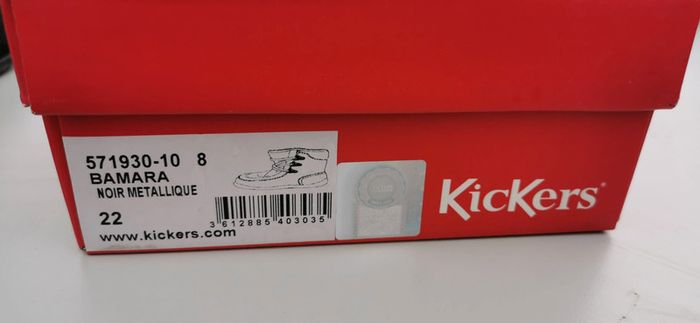 571930-10 8
BAMARA
NOIR METALLIQUE
22
3 612885 403035
www.kickers.com
KicKers